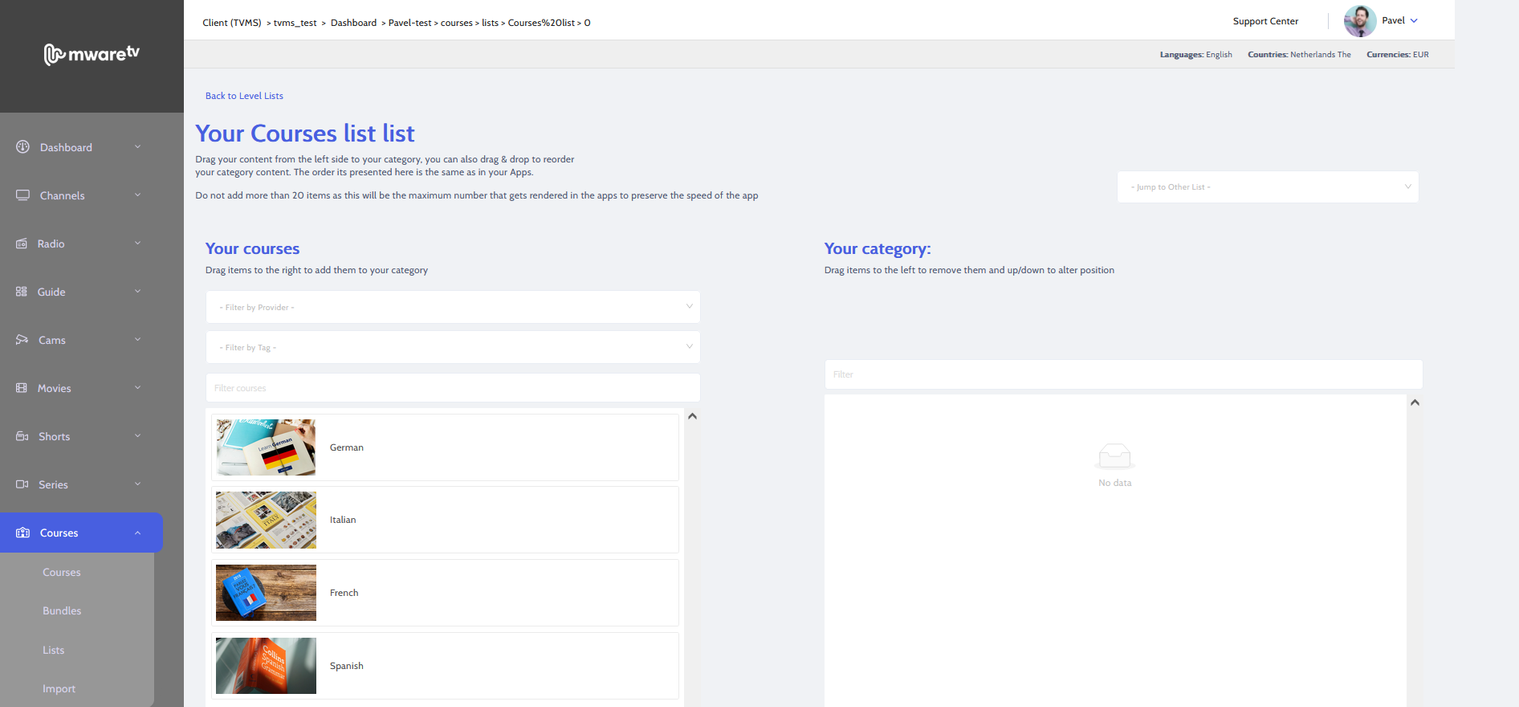 mwaretv
Client (TVMS) > tvms_test > Dashboard > Pavel-test > courses > lists > Courses%20list > 0
Support Center
Pavel
Languages: English
Countries: Netherlands The
Currencies: EUR
Dashboard
Channels
Radio
Guide
Cams
Movies
Shorts
Series
Courses
Courses
Bundles
Lists
Import
Back to Level Lists
Your Courses list list
Drag your content from the left side to your category, you can also drag & drop to reorder
your category content. The order its presented here is the same as in your Apps.
Do not add more than 20 items as this will be the maximum number that gets rendered in the apps to preserve the speed of the app
- Jump to Other List -
Your courses
Drag items to the right to add them to your category
- Filter by Provider -
- Filter by Tag -
Filter courses
Learn German
German
ITALY
Italian
French
Collins
Spanish
Grammar
Spanish
Your category:
Drag items to the left to remove them and up/down to alter position
Filter
No data